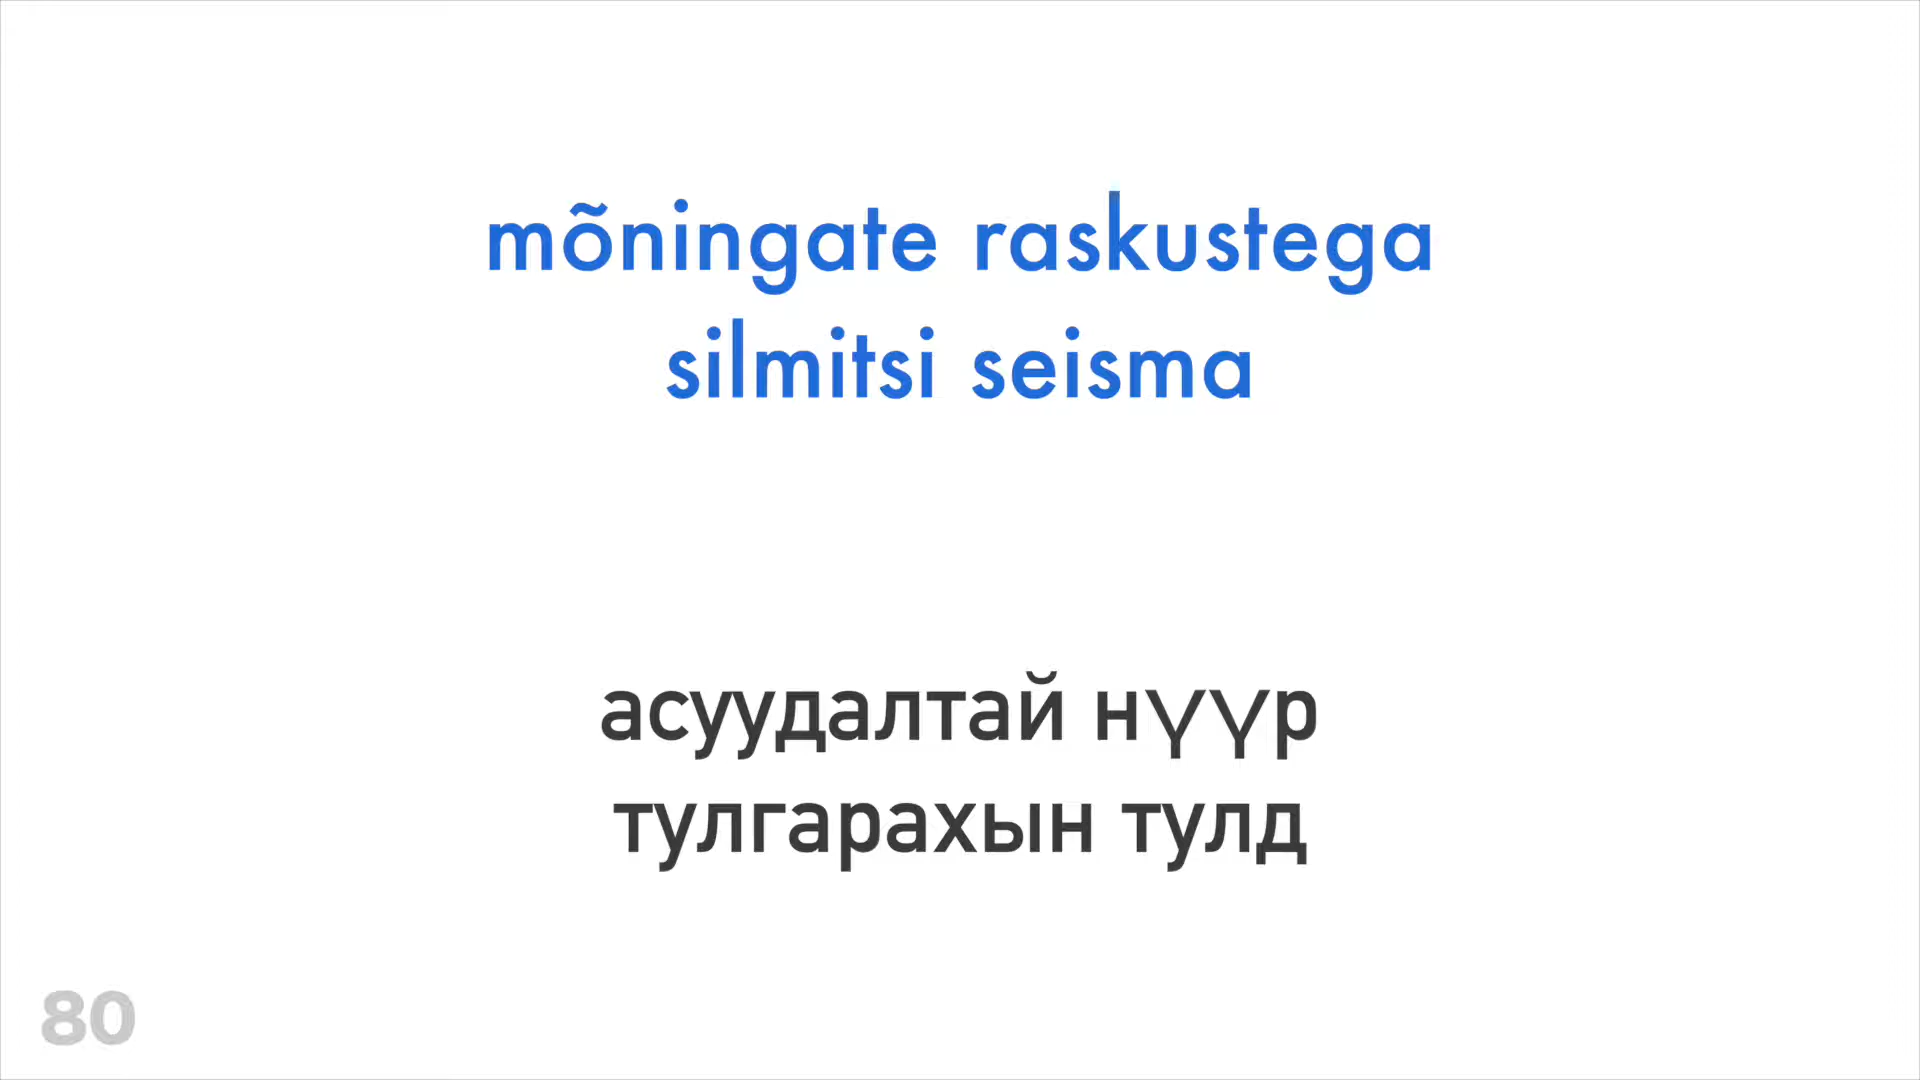 mõningate raskustega
silmitsi seisma
асуудалтай нүүр
тулгарахын тулд
80